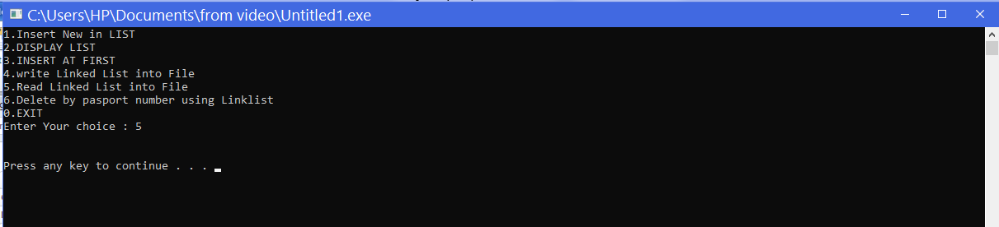 C:\Users\HP\Documents\from video\Untitled1.exe
1.Insert New in LIST
2.DISPLAY LIST
3.INSERT AT FIRST
4.write Linked List into File
5.Read Linked List into File
6.Delete by pasport number using Linklist
0.EXIT
Enter Your choice : 5
Press any key to continue . . .